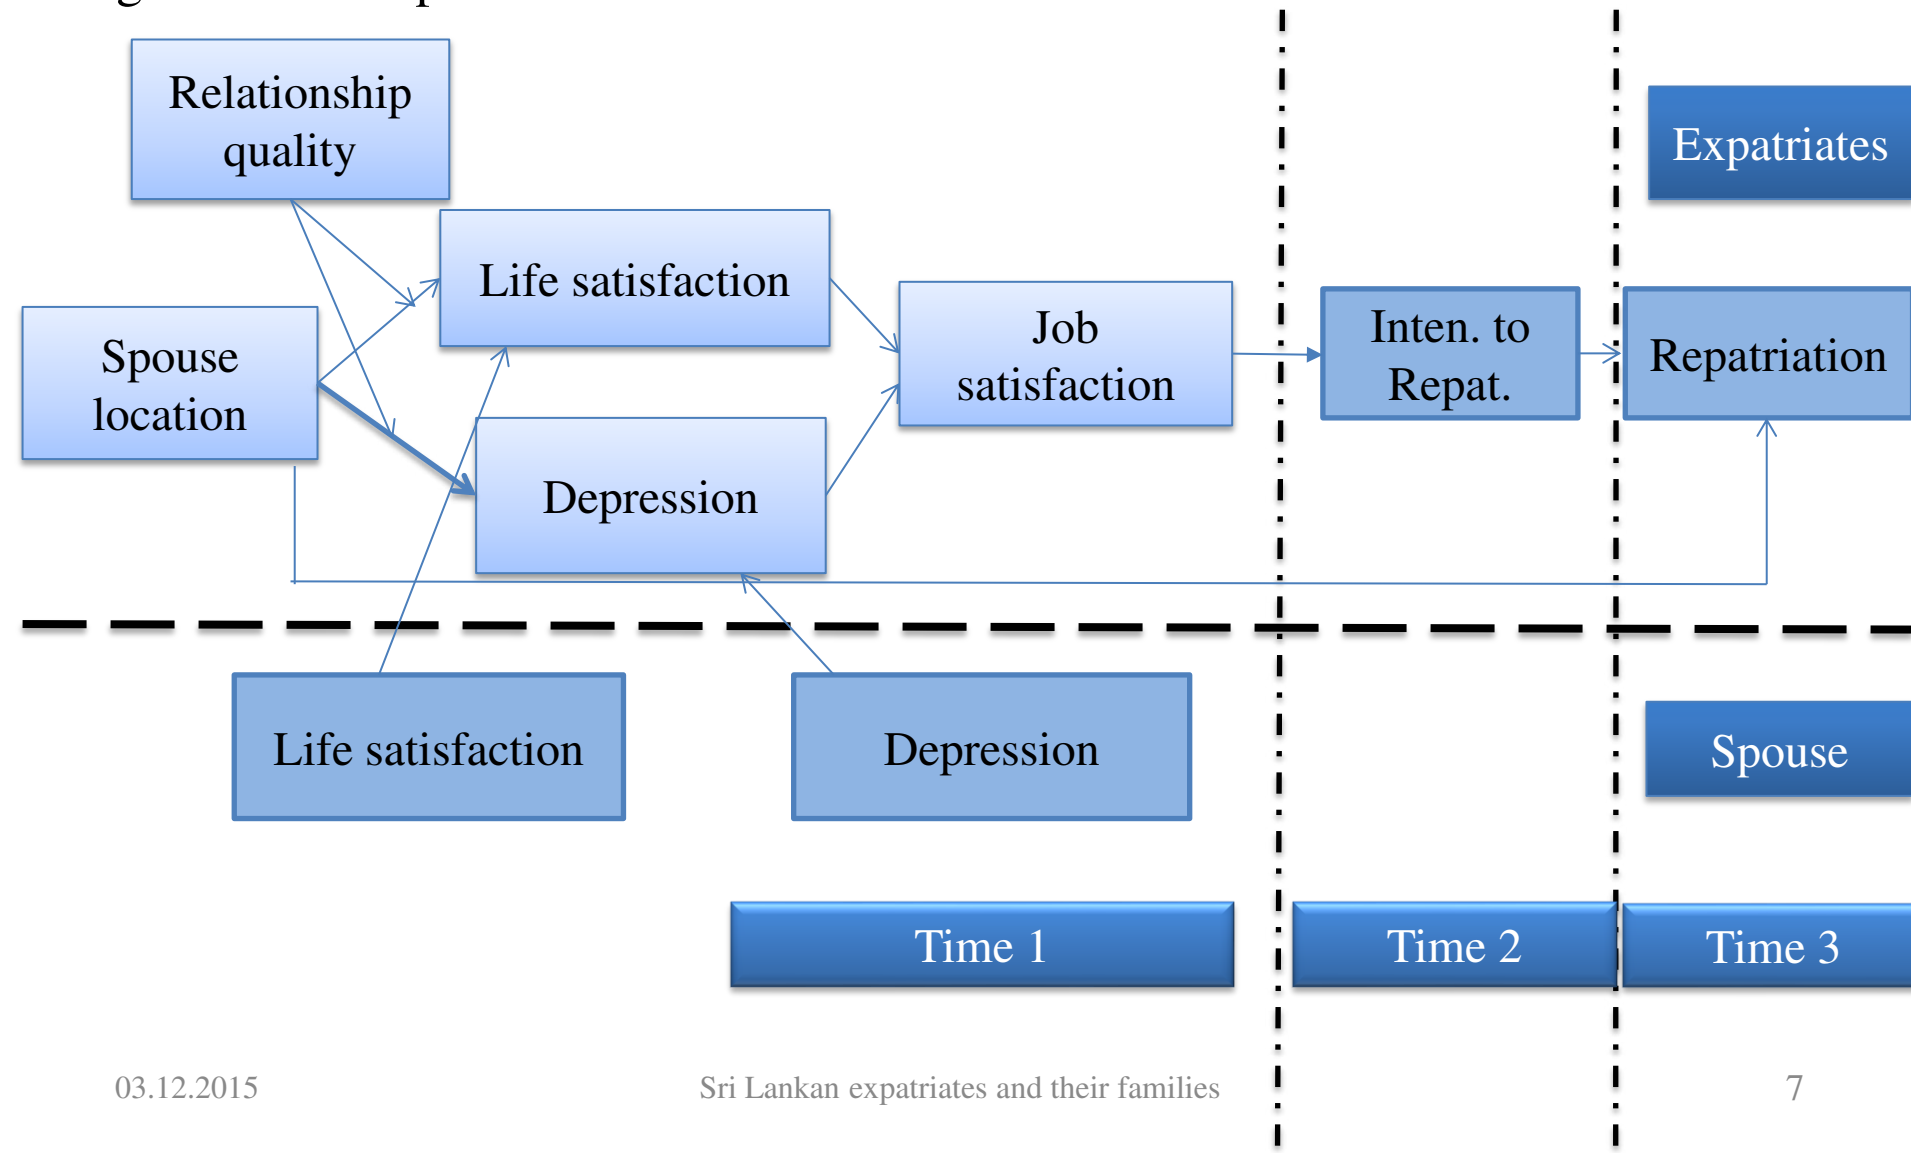 Relationship
quality
Expatriates
Life satisfaction
Spouse
location
Job
satisfaction
Inten. to
Repat.
Repatriation
Depression
Life satisfaction
Depression
Spouse
Time 1
Time 2
Time 3
03.12.2015
Sri Lankan expatriates and their families
7